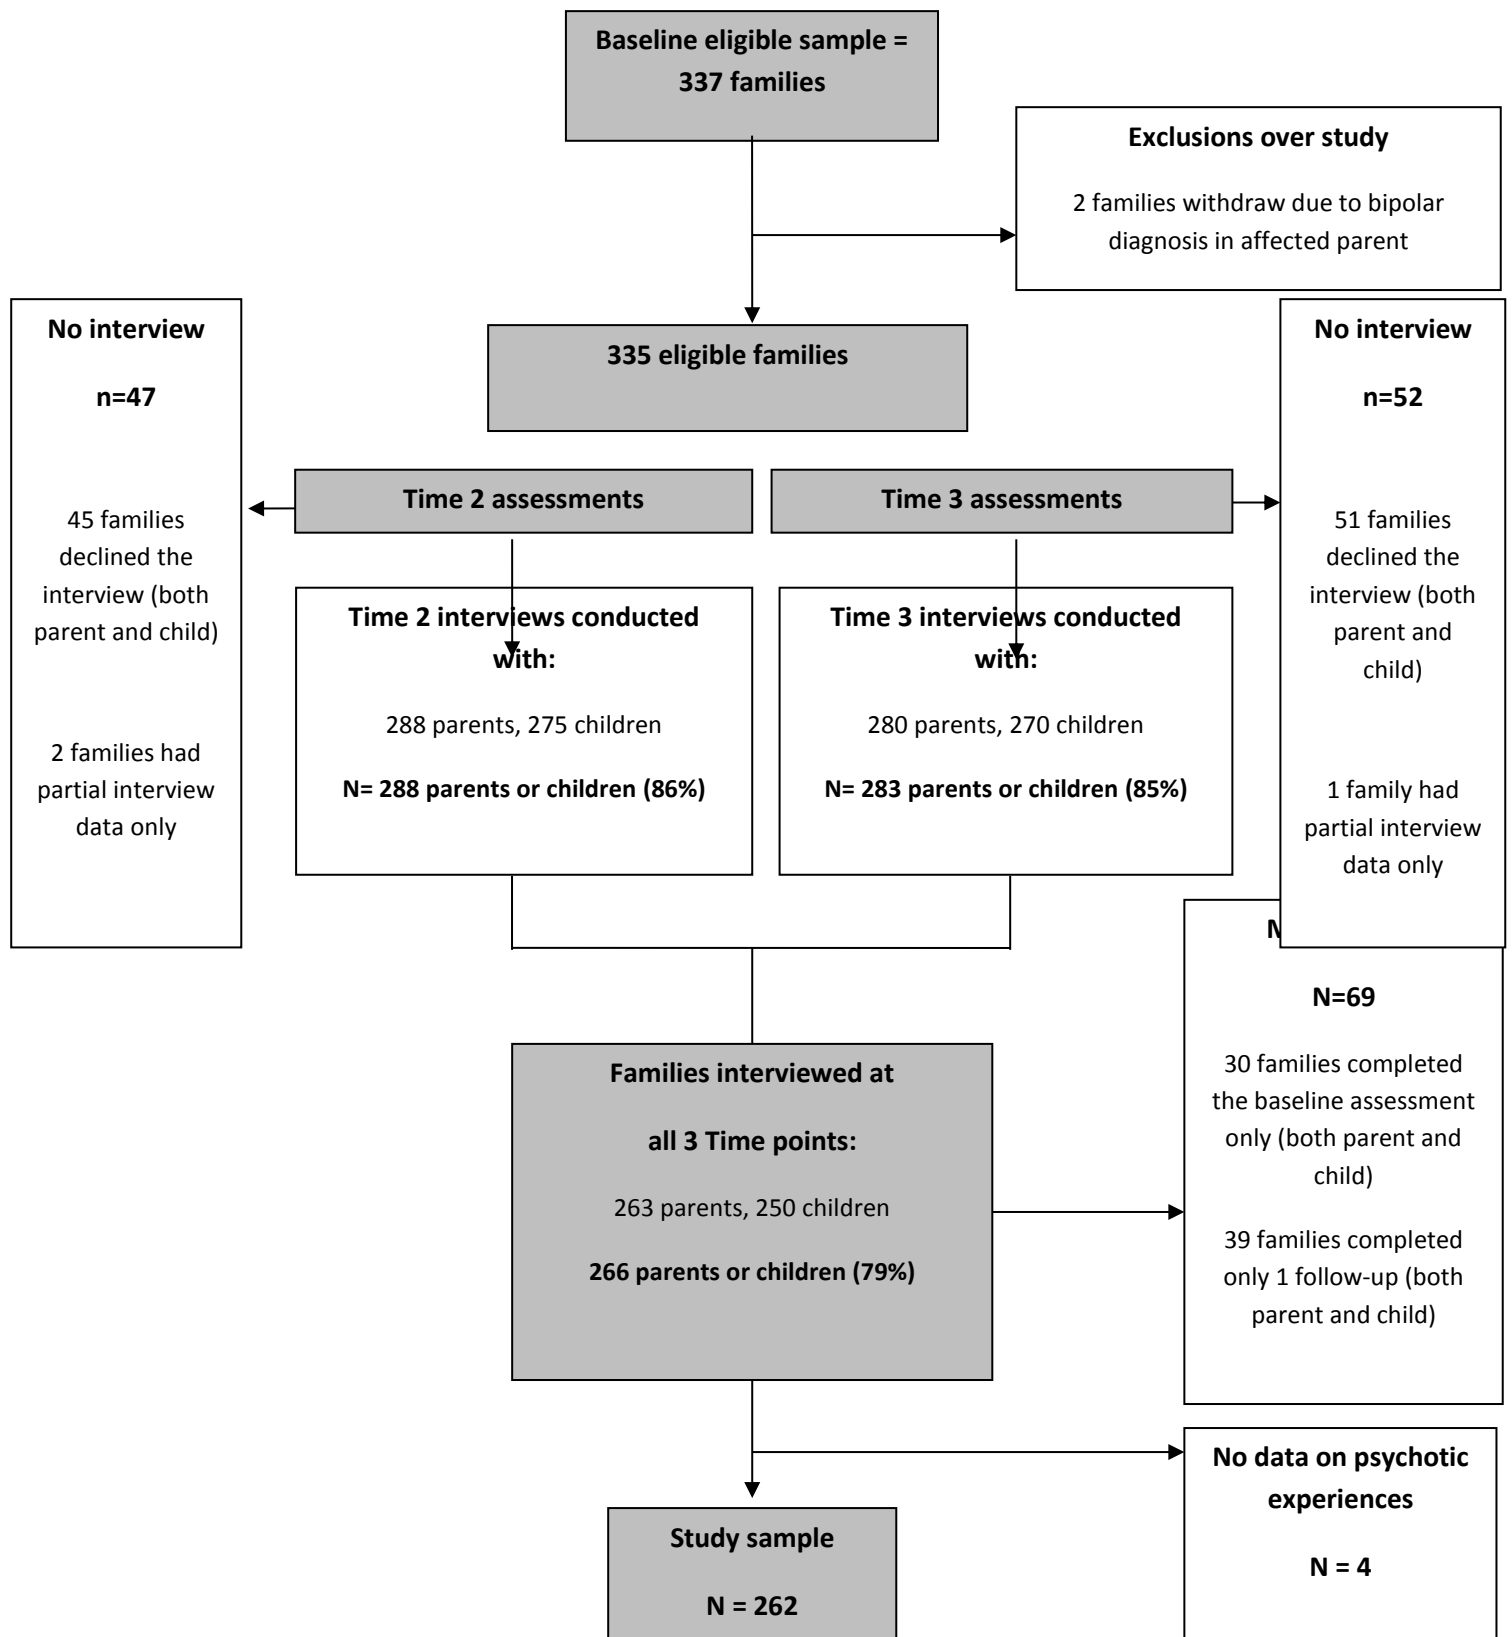 Baseline eligible sample =
337 families
Exclusions over study
2 families withdraw due to bipolar
diagnosis in affected parent
335 eligible families
No interview
n=47
45 families
declined the
interview (both
parent and child)
2 families had
partial interview
data only
Time 2 assessments
Time 3 assessments
No interview
n=52
51 families
declined the
interview (both
parent and
child)
1 family had
partial interview
data only
Time 2 interviews conducted
with:
288 parents, 275 children
N= 288 parents or children (86%)
Time 3 interviews conducted
with:
280 parents, 270 children
N= 283 parents or children (85%)
N=69
30 families completed
the baseline assessment
only (both parent and
child)
39 families completed
only 1 follow-up (both
parent and child)
Families interviewed at
all 3 Time points:
263 parents, 250 children
266 parents or children (79%)
No data on psychotic
experiences
N = 4
Study sample
N = 262